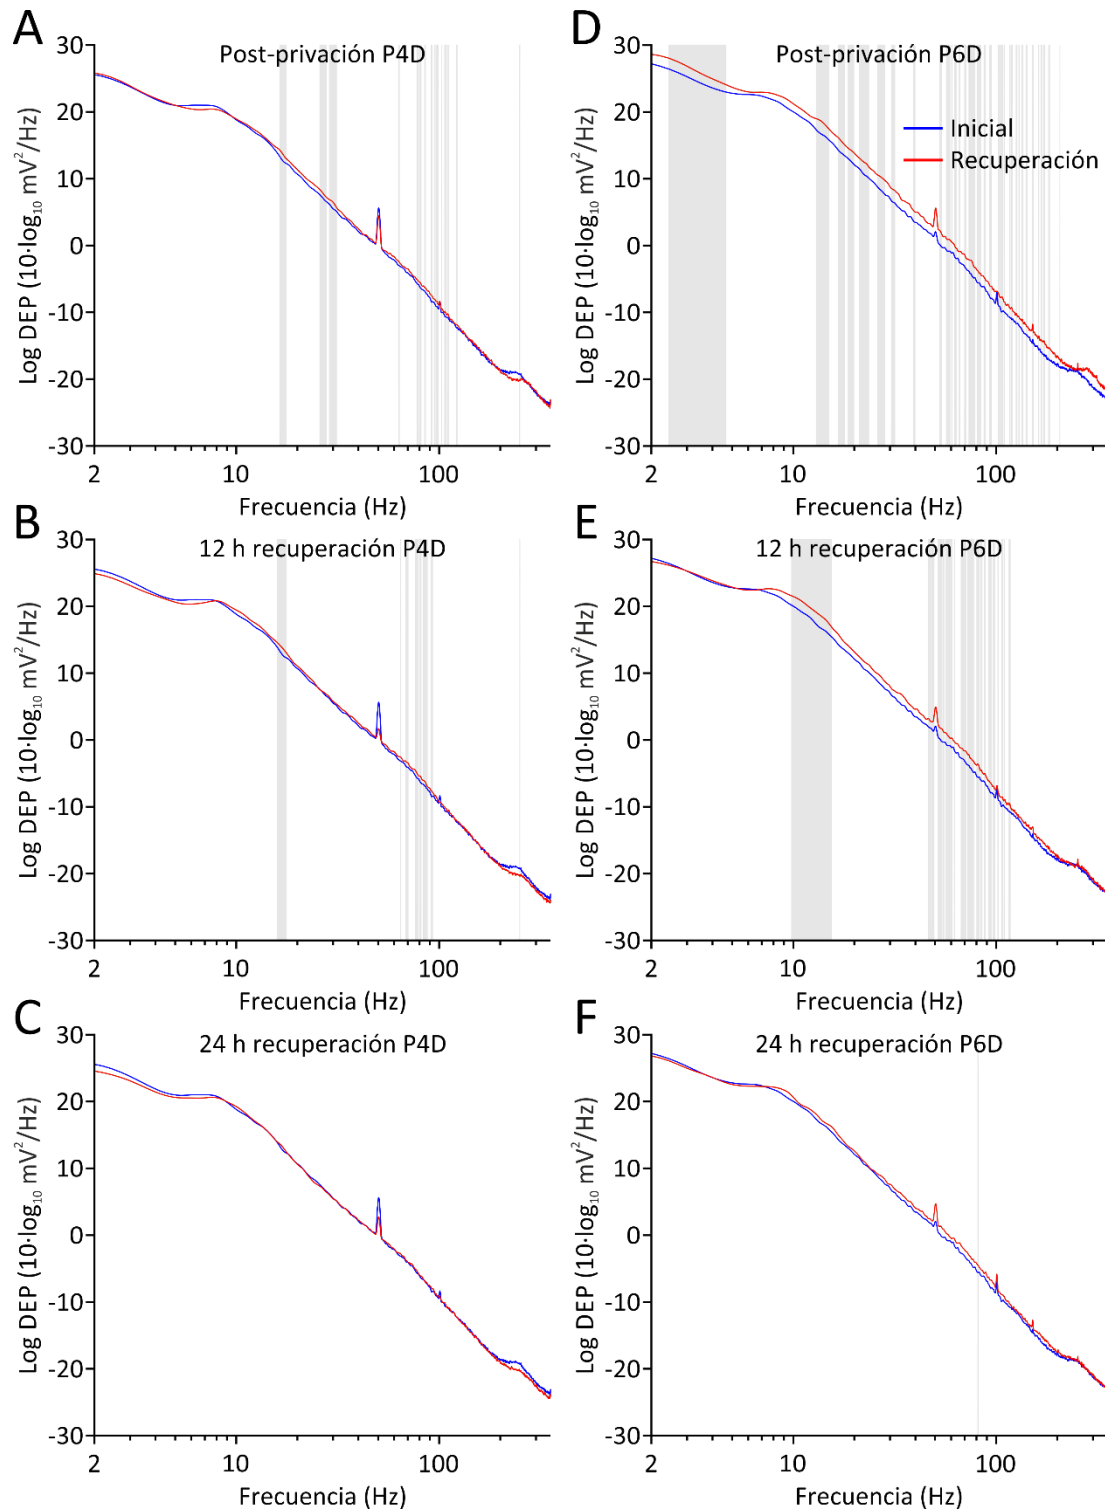 A
Post-privación P4D
30
20
10
0
-10
-20
-30
Log DEP (10·log₁₀ mV²/Hz)
2
10
100
Frecuencia (Hz)
D
Post-privación P6D
Inicial
Recuperación
30
20
10
0
-10
-20
-30
Log DEP (10·log₁₀ mV²/Hz)
2
10
100
Frecuencia (Hz)
B
12 h recuperación P4D
30
20
10
0
-10
-20
-30
Log DEP (10·log₁₀ mV²/Hz)
2
10
100
Frecuencia (Hz)
E
12 h recuperación P6D
30
20
10
0
-10
-20
-30
Log DEP (10·log₁₀ mV²/Hz)
2
10
100
Frecuencia (Hz)
C
24 h recuperación P4D
30
20
10
0
-10
-20
-30
Log DEP (10·log₁₀ mV²/Hz)
2
10
100
Frecuencia (Hz)
F
24 h recuperación P6D
30
20
10
0
-10
-20
-30
Log DEP (10·log₁₀ mV²/Hz)
2
10
100
Frecuencia (Hz)